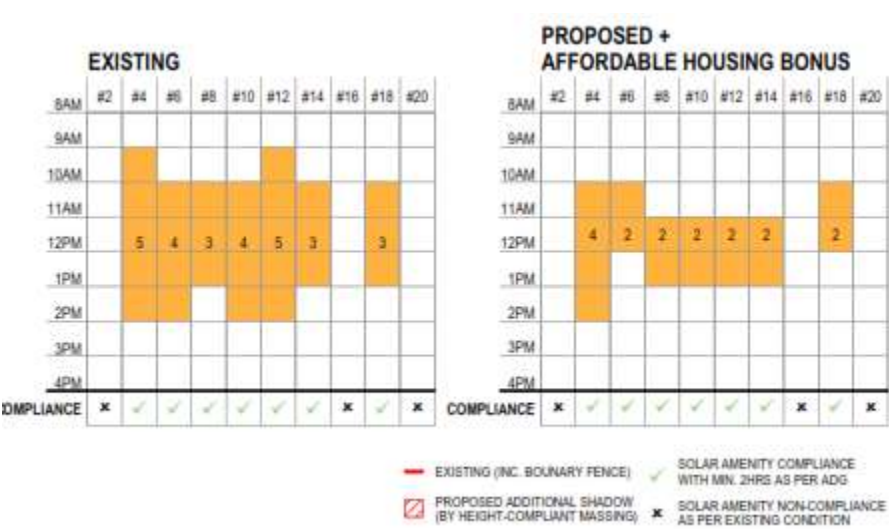 EXISTING
8AM #2 #4 #6 #8 #10 #12 #14 #16 #18 #20
9AM
10AM
11AM
12PM 5 4 3 4 5 3 3
1PM
2PM
3PM
4PM
OMPLIANCE x ✓ ✓ ✓ ✓ ✓ ✓ x ✓ x
PROPOSED +
AFFORDABLE HOUSING BONUS
8AM #2 #4 #6 #8 #10 #12 #14 #16 #18 #20
9AM
10AM
11AM
12PM 4 2 2 2 2 2 2
1PM
2PM
3PM
4PM
COMPLIANCE x ✓ ✓ ✓ ✓ ✓ ✓ x ✓ x
EXISTING (INC. BOUNARY FENCE)
PROPOSED ADDITIONAL SHADOW
(BY HEIGHT-COMPLIANT MASSING)
✓ SOLAR AMENITY COMPLIANCE
WITH MIN. 2HRS AS PER ADG
x SOLAR AMENITY NON-COMPLIANCE
AS PER EXISTING CONDITION